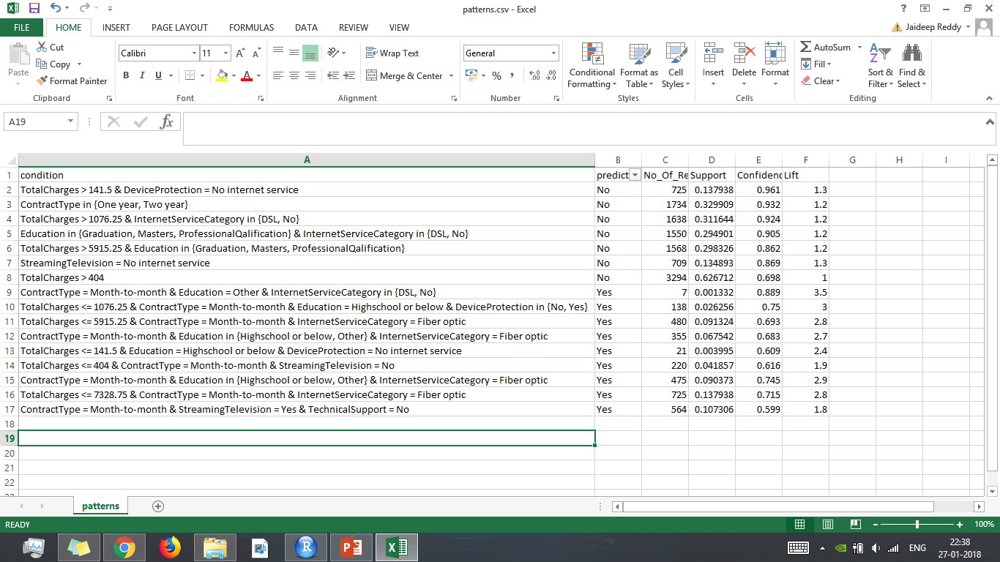 patterns.csv - Excel
FILE HOME INSERT PAGE LAYOUT FORMULAS DATA REVIEW VIEW Jaideep Reddy
Paste Cut Copy Format Painter Clipboard
Calibri 11 B I U A Font
Wrap Text Merge & Center Alignment
General % Number
Conditional Formatting Format as Table Cell Styles Styles
Insert Delete Format Cells
AutoSum Fill Clear Sort & Filter Find & Select Editing
A19 fx
A B C D E F G H I
1 condition predict No_Of_Re Support Confidenc Lift
2 TotalCharges > 141.5 & DeviceProtection = No internet service No 725 0.137938 0.961 1.3
3 ContractType in {One year, Two year} No 1734 0.329909 0.932 1.2
4 TotalCharges > 1076.25 & InternetServiceCategory in {DSL, No} No 1638 0.311644 0.924 1.2
5 Education in {Graduation, Masters, ProfessionalQalification} & InternetServiceCategory in {DSL, No} No 1550 0.294901 0.905 1.2
6 TotalCharges > 5915.25 & Education in {Graduation, Masters, ProfessionalQalification} No 1568 0.298326 0.862 1.2
7 StreamingTelevision = No internet service No 709 0.134893 0.869 1.3
8 TotalCharges > 404 No 3294 0.626712 0.698 1
9 ContractType = Month-to-month & Education = Other & InternetServiceCategory in {DSL, No} Yes 7 0.001332 0.889 3.5
10 TotalCharges <= 1076.25 & ContractType = Month-to-month & Education = Highschool or below & DeviceProtection in {No, Yes} Yes 138 0.026256 0.75 3
11 TotalCharges <= 5915.25 & ContractType = Month-to-month & InternetServiceCategory = Fiber optic Yes 480 0.091324 0.693 2.8
12 ContractType = Month-to-month & Education in {Highschool or below, Other} & InternetServiceCategory = Fiber optic Yes 355 0.067542 0.683 2.7
13 TotalCharges <= 141.5 & Education = Highschool or below & DeviceProtection = No internet service Yes 21 0.003995 0.609 2.4
14 TotalCharges <= 404 & ContractType = Month-to-month & StreamingTelevision = No Yes 220 0.041857 0.616 1.9
15 ContractType = Month-to-month & Education in {Highschool or below, Other} & InternetServiceCategory = Fiber optic Yes 475 0.090373 0.745 2.9
16 TotalCharges <= 7328.75 & ContractType = Month-to-month & InternetServiceCategory = Fiber optic Yes 725 0.137938 0.715 2.8
17 ContractType = Month-to-month & StreamingTelevision = Yes & TechnicalSupport = No Yes 564 0.107306 0.599 1.8
18
19
20
21
22
patterns
READY 100%
ENG 22:38
27-01-2018